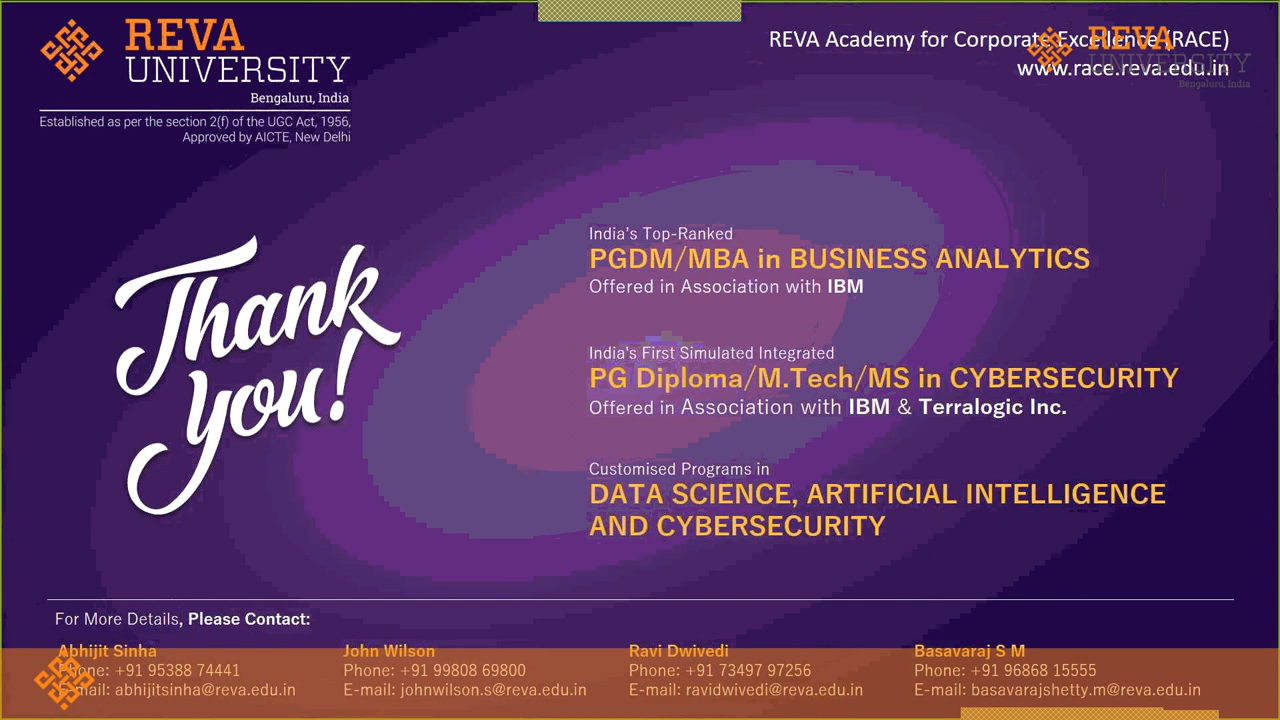 REVA
UNIVERSITY
Bengaluru, India
Established as per the section 2(f) of the UGC Act, 1956,
Approved by AICTE, New Delhi
REVA Academy for Corporate Excellence (RACE)
www.race.reva.edu.in
REVA
UNIVERSITY
Bengaluru, India
Thank
you!
India's Top-Ranked
PGDM/MBA in BUSINESS ANALYTICS
Offered in Association with IBM
India's First Simulated Integrated
PG Diploma/M.Tech/MS in CYBERSECURITY
Offered in Association with IBM & Terralogic Inc.
Customised Programs in
DATA SCIENCE, ARTIFICIAL INTELLIGENCE
AND CYBERSECURITY
For More Details, Please Contact:
Abhijit Sinha
Phone: +91 95388 74441
E-mail: abhijitsinha@reva.edu.in
John Wilson
Phone: +91 99808 69800
E-mail: johnwilson.s@reva.edu.in
Ravi Dwivedi
Phone: +91 73497 97256
E-mail: ravidwivedi@reva.edu.in
Basavaraj S M
Phone: +91 96868 15555
E-mail: basavarajshetty.m@reva.edu.in